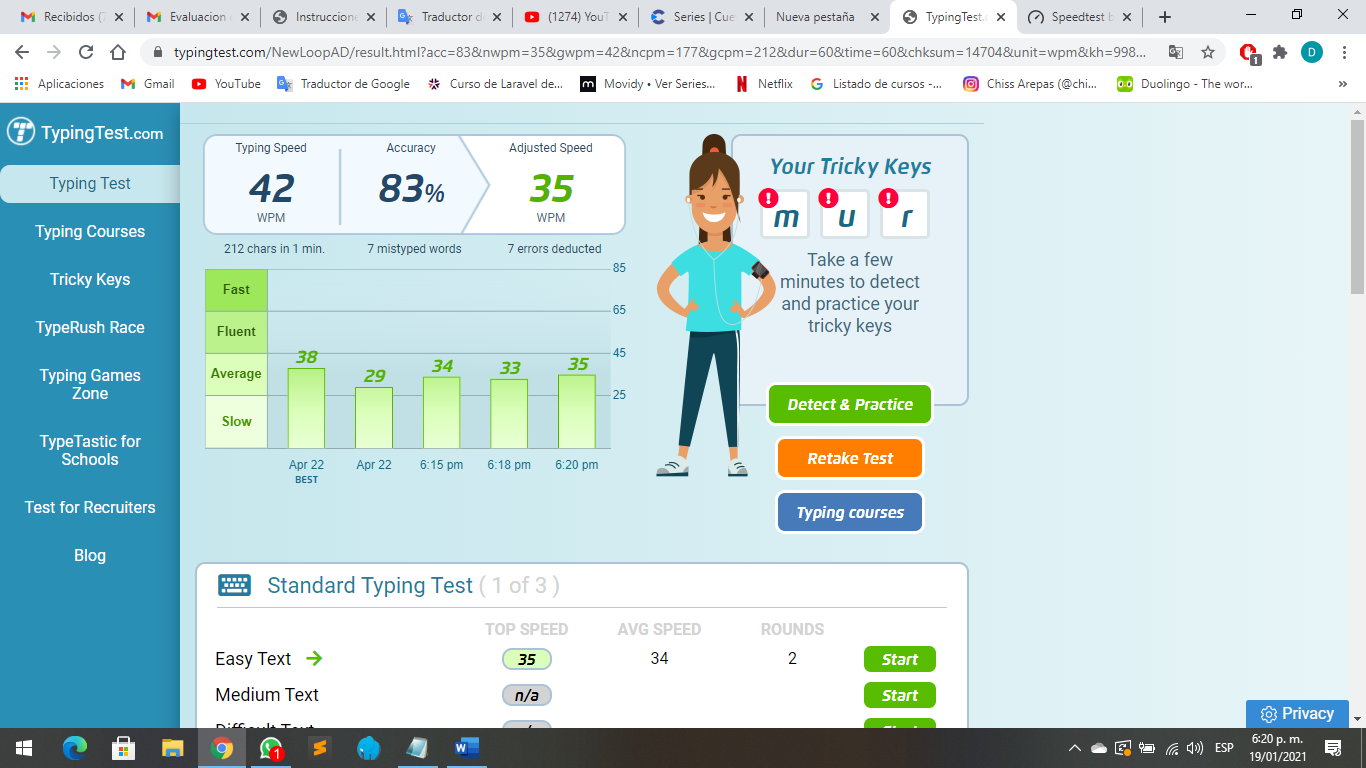 Recibidos (7
Evaluacion
Instruccione
Traductor d
(1274) YouT
Series | Cue
Nueva pestaña
TypingTest.c
Speedtest b
typingtest.com/NewLoopAD/result.html?acc=83&nwpm=35&gwpm=42&ncpm=177&gcpm=212&dur=60&time=60&chksum=14704&unit=wpm&kh=998...
D
1
Aplicaciones
Gmail
YouTube
Traductor de Google
Curso de Laravel de...
Movidy • Ver Series...
Netflix
Listado de cursos -...
Chiss Arepas (@chi...
Duolingo - The wor...
»
TypingTest.com
Typing Test
Typing Courses
Tricky Keys
TypeRush Race
Typing Games
Zone
TypeTastic for
Schools
Test for Recruiters
Blog
Typing Speed
42
WPM
Accuracy
83%
Adjusted Speed
35
WPM
212 chars in 1 min.
7 mistyped words
7 errors deducted
Fast
Fluent
Average
Slow
85
65
45
25
38
29
34
33
35
Apr 22
BEST
Apr 22
6:15 pm
6:18 pm
6:20 pm
Your Tricky Keys
! m
! u
! r
Take a few
minutes to detect
and practice your
tricky keys
Detect & Practice
Retake Test
Typing courses
Standard Typing Test ( 1 of 3 )
TOP SPEED AVG SPEED ROUNDS
Easy Text → 35 34 2 Start
Medium Text n/a Start
Difficult Text
Privacy
1
ESP
6:20 p. m.
19/01/2021